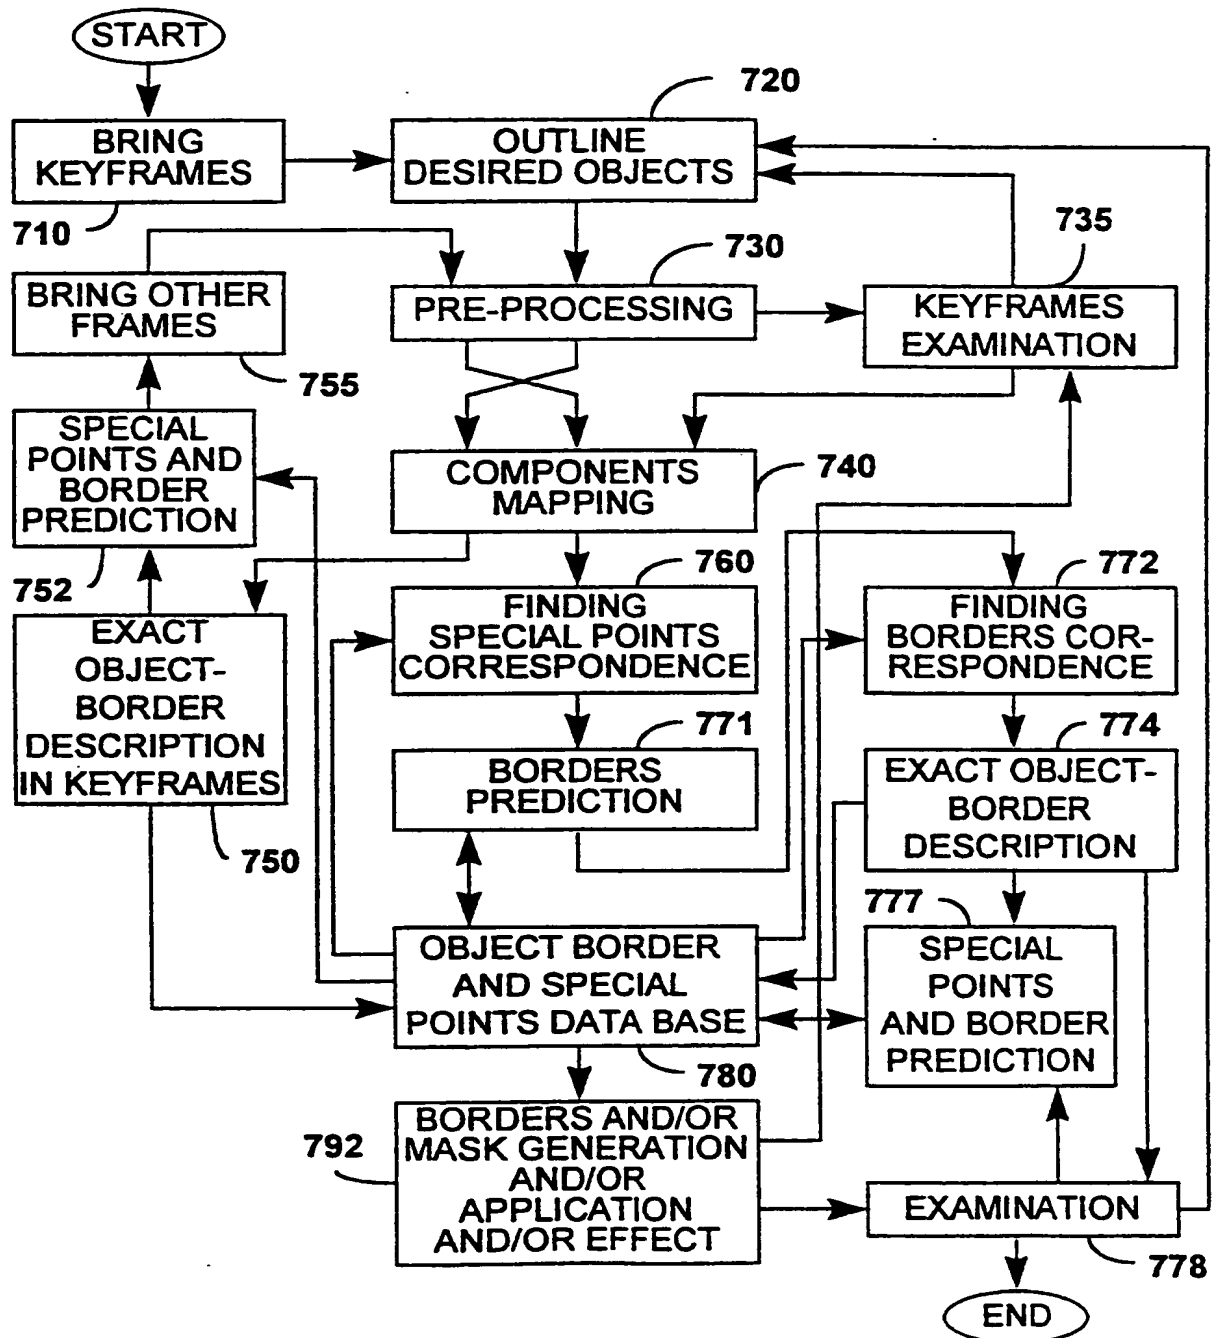 START
720
BRING
KEYFRAMES
OUTLINE
DESIRED OBJECTS
710
730
735
BRING OTHER
FRAMES
PRE-PROCESSING
KEYFRAMES
EXAMINATION
755
SPECIAL
POINTS AND
BORDER
PREDICTION
COMPONENTS
MAPPING
740
752
760
772
EXACT
OBJECT-
BORDER
DESCRIPTION
IN KEYFRAMES
FINDING
SPECIAL POINTS
CORRESPONDENCE
FINDING
BORDERS COR-
RESPONDENCE
771
774
BORDERS
PREDICTION
EXACT OBJECT-
BORDER
DESCRIPTION
750
777
OBJECT BORDER
AND SPECIAL
POINTS DATA BASE
SPECIAL
POINTS
AND BORDER
PREDICTION
780
792
BORDERS AND/OR
MASK GENERATION
AND/OR
APPLICATION
AND/OR EFFECT
EXAMINATION
778
END